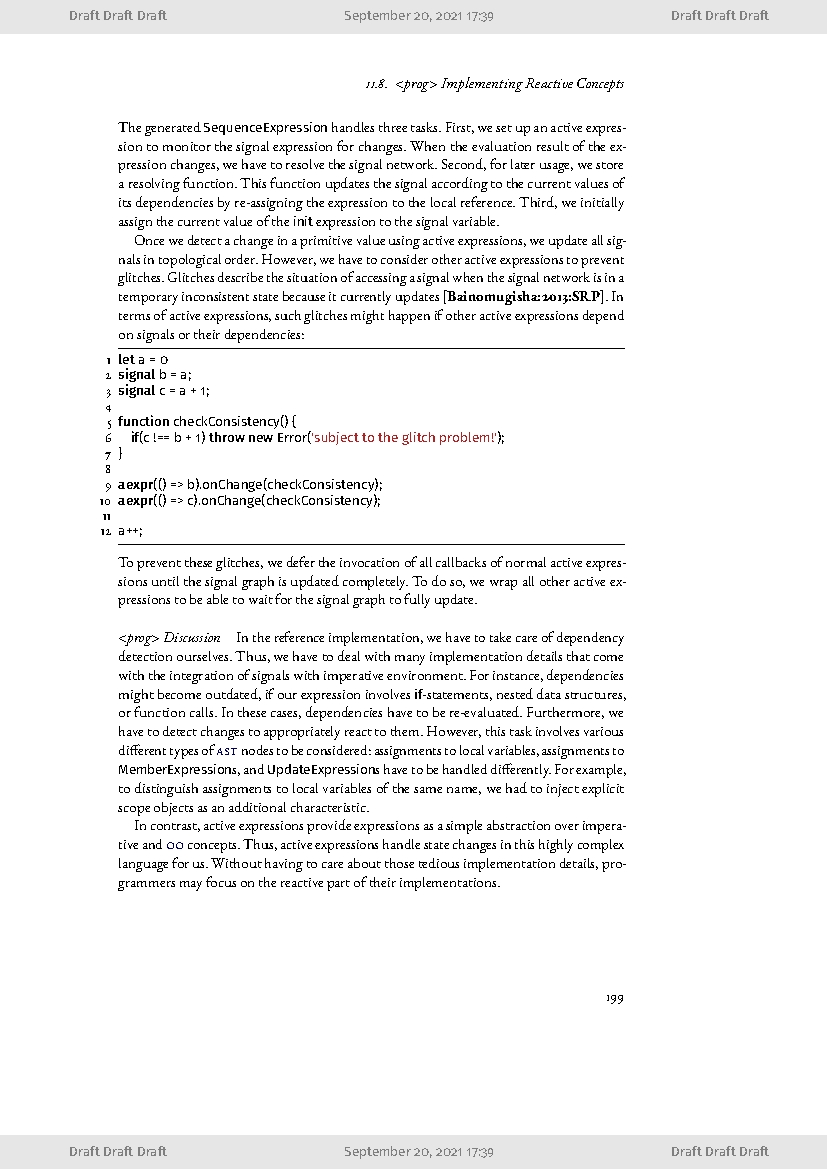 Draft Draft Draft September 20, 2021 17:39 Draft Draft Draft
11.8. <prog> Implementing Reactive Concepts
The generated SequenceExpression handles three tasks. First, we set up an active expres-
sion to monitor the signal expression for changes. When the evaluation result of the ex-
pression changes, we have to resolve the signal network. Second, for later usage, we store
a resolving function. This function updates the signal according to the current values of
its dependencies by re-assigning the expression to the local reference. Third, we initially
assign the current value of the init expression to the signal variable.
Once we detect a change in a primitive value using active expressions, we update all sig-
nals in topological order. However, we have to consider other active expressions to prevent
glitches. Glitches describe the situation of accessing a signal when the signal network is in a
temporary inconsistent state because it currently updates [Bainomugisha:2013:SRP]. In
terms of active expressions, such glitches might happen if other active expressions depend
on signals or their dependencies:
1 let a = 0
2 signal b = a;
3 signal c = a + 1;
4
5 function checkConsistency() {
6 if(c !== b + 1) throw new Error('subject to the glitch problem!');
7 }
8
9 aexpr(() => b).onChange(checkConsistency);
10 aexpr(() => c).onChange(checkConsistency);
11
12 a++;
To prevent these glitches, we defer the invocation of all callbacks of normal active expres-
sions until the signal graph is updated completely. To do so, we wrap all other active ex-
pressions to be able to wait for the signal graph to fully update.
<prog> Discussion In the reference implementation, we have to take care of dependency
detection ourselves. Thus, we have to deal with many implementation details that come
with the integration of signals with imperative environment. For instance, dependencies
might become outdated, if our expression involves if-statements, nested data structures,
or function calls. In these cases, dependencies have to be re-evaluated. Furthermore, we
have to detect changes to appropriately react to them. However, this task involves various
different types of AST nodes to be considered: assignments to local variables, assignments to
MemberExpressions, and UpdateExpressions have to be handled differently. For example,
to distinguish assignments to local variables of the same name, we had to inject explicit
scope objects as an additional characteristic.
In contrast, active expressions provide expressions as a simple abstraction over impera-
tive and OO concepts. Thus, active expressions handle state changes in this highly complex
language for us. Without having to care about those tedious implementation details, pro-
grammers may focus on the reactive part of their implementations.
199
Draft Draft Draft September 20, 2021 17:39 Draft Draft Draft